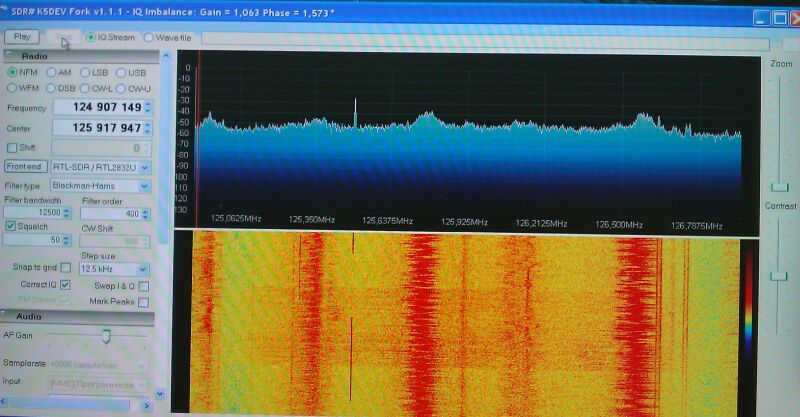 SDR# K5DEV Fork v1.1.1 - IQ Imbalance: Gain = 1,063 Phase = 1,573°
Play IQ Stream Wave file
Radio
NFM AM LSB USB
WFM DSB CW-L CW-U
Frequency 124 907 149
Center 125 917 947
Shift 0
Front end RTL-SDR / RTL2832U
Filter type Blackman-Harris
Filter bandwidth Filter order
12500 400
Squelch CW Shift
50 600
Step size
Snap to grid 12.5 kHz
Correct IQ Swap I & Q
FM Stereo Mark Peaks
Audio
AF Gain
Samplerate 48000 sample/sec
Input [MME] Программа пе
0
-10
-20
-30
-40
-50
-60
-70
-80
-90
100
110
120
130
125,0625MHz 125,350MHz 125,6375MHz 125,925MHz 126,2125MHz 126,500MHz 126,7875MHz
Zoom
Contrast